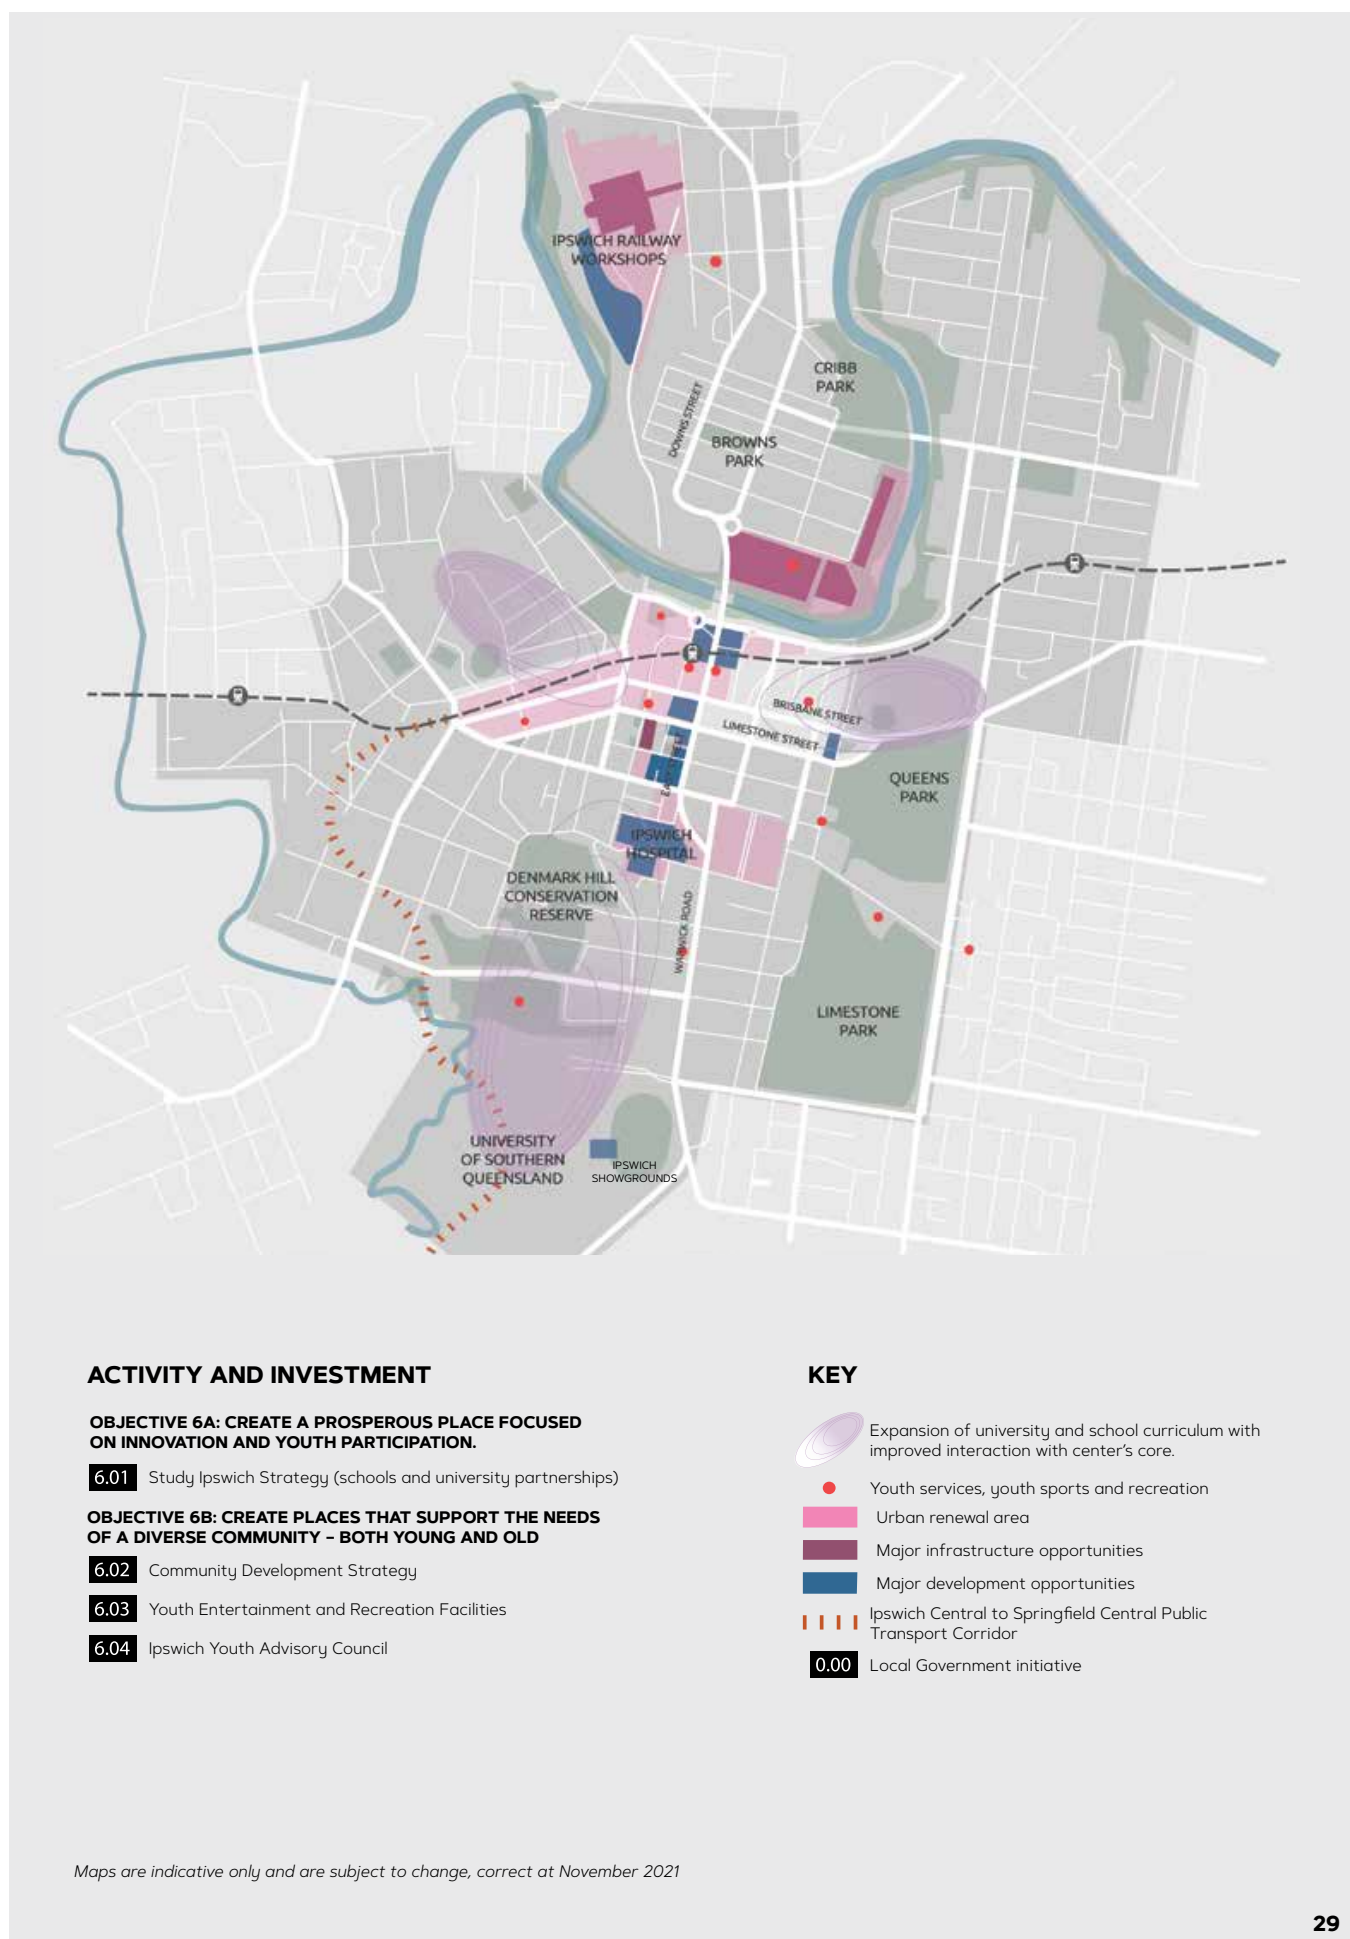 IPSWICH RAILWAY
WORKSHOPS
CRIBB
PARK
DOWNS STREET
BROWNS
PARK
BRISBANE STREET
LIMESTONE STREET
QUEENS
PARK
IPSWICH
HOSPITAL
DENMARK HILL
CONSERVATION
RESERVE
WARWICK ROAD
LIMESTONE
PARK
UNIVERSITY
OF SOUTHERN
QUEENSLAND
IPSWICH
SHOWGROUNDS
ACTIVITY AND INVESTMENT
OBJECTIVE 6A: CREATE A PROSPEROUS PLACE FOCUSED
ON INNOVATION AND YOUTH PARTICIPATION.
6.01 Study Ipswich Strategy (schools and university partnerships)
OBJECTIVE 6B: CREATE PLACES THAT SUPPORT THE NEEDS
OF A DIVERSE COMMUNITY – BOTH YOUNG AND OLD
6.02 Community Development Strategy
6.03 Youth Entertainment and Recreation Facilities
6.04 Ipswich Youth Advisory Council
KEY
Expansion of university and school curriculum with
improved interaction with center's core.
Youth services, youth sports and recreation
Urban renewal area
Major infrastructure opportunities
Major development opportunities
Ipswich Central to Springfield Central Public
Transport Corridor
0.00 Local Government initiative
Maps are indicative only and are subject to change, correct at November 2021
29